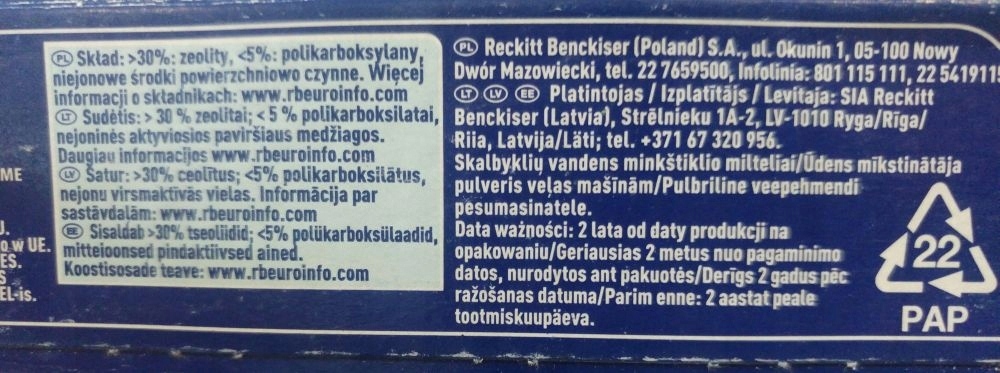 ME
J.
o w UE.
ES.
S
EL-is.
PL Skład: >30%: zeolity, <5%: polikarboksylany,
niejonowe środki powierzchniowo czynne. Więcej
informacji o składnikach: www.rbeuroinfo.com
LT Sudėtis: > 30 % zeolitai; < 5 % polikarboksilatai,
nejoninės aktyviosios paviršiaus medžiagos.
Daugiau informacijos www.rbeuroinfo.com
LV Satur: >30% ceolītus; <5% polikarboksilātus,
nejonu virsmaktīvās vielas. Informācija par
sastāvdaļām: www.rbeuroinfo.com
EE Sisaldab >30% tseoliidid; <5% polükarboksülaadid,
mitteioonsed pindaktiivsed ained.
Koostisosade teave: www.rbeuroinfo.com
PL Reckitt Benckiser (Poland) S.A., ul. Okunin 1, 05-100 Nowy
Dwór Mazowiecki, tel. 22 7659500, Infolinia: 801 115 111, 22 5419115
LT LV EE Platintojas / Izplatītājs / Levitaja: SIA Reckitt
Benckiser (Latvia), Strēlnieku 1A-2, LV-1010 Ryga/Rīga/
Riia, Latvija/Läti; tel. +371 67 320 956.
Skalbyklių vandens minkštiklio milteliai/Ūdens mīkstinātāja
pulveris veļas mašīnām/Pulbriline veepehmendi
pesumasinatele.
Data ważności: 2 lata od daty produkcji na
opakowaniu/Geriausias 2 metus nuo pagaminimo
datos, nurodytos ant pakuotės/Derīgs 2 gadus pēc
ražošanas datuma/Parim enne: 2 aastat peale
tootmiskuupäeva.
22
PAP